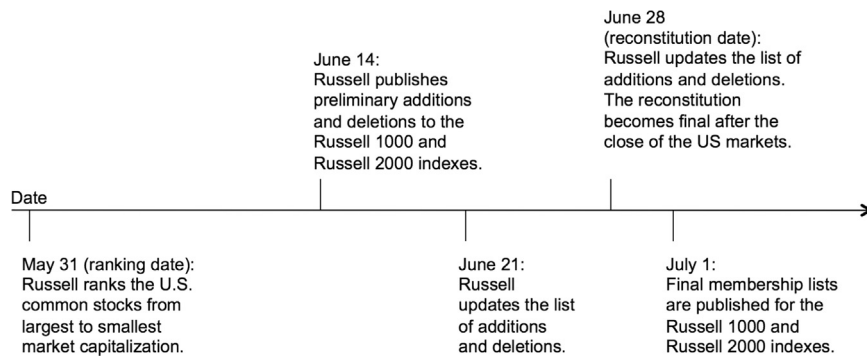 June 28
(reconstitution date):
Russell updates the list of
additions and deletions.
The reconstitution
becomes final after the
close of the US markets.
June 14:
Russell publishes
preliminary additions
and deletions to the
Russell 1000 and
Russell 2000 indexes.
Date
May 31 (ranking date):
Russell ranks the U.S.
common stocks from
largest to smallest
market capitalization.
June 21:
Russell
updates the list
of additions
and deletions.
July 1:
Final membership lists
are published for the
Russell 1000 and
Russell 2000 indexes.